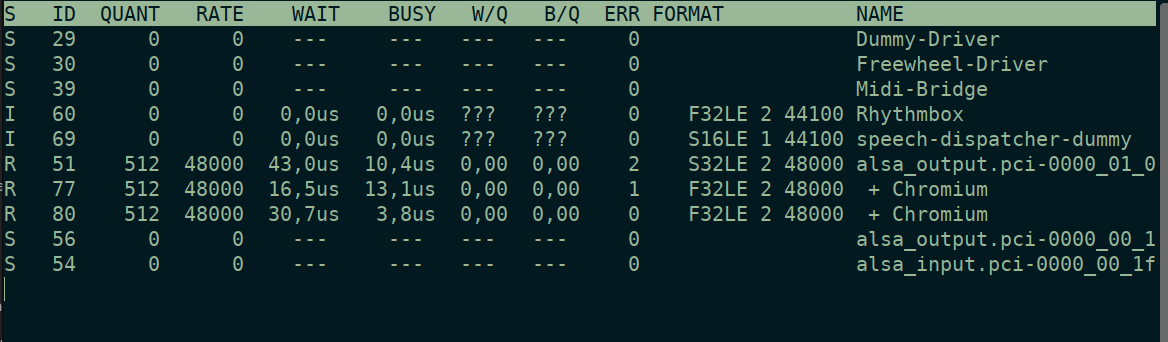 S   ID  QUANT   RATE    WAIT    BUSY   W/Q   B/Q  ERR FORMAT           NAME
S   29      0      0    ---     ---   ---   ---     0                  Dummy-Driver
S   30      0      0    ---     ---   ---   ---     0                  Freewheel-Driver
S   39      0      0    ---     ---   ---   ---     0                  Midi-Bridge
I   60      0      0   0,0us   0,0us  ???   ???     0    F32LE 2 44100 Rhythmbox
I   69      0      0   0,0us   0,0us  ???   ???     0    S16LE 1 44100 speech-dispatcher-dummy
R   51    512  48000  43,0us  10,4us  0,00  0,00    2    S32LE 2 48000 alsa_output.pci-0000_01_0
R   77    512  48000  16,5us  13,1us  0,00  0,00    1    F32LE 2 48000  + Chromium
R   80    512  48000  30,7us   3,8us  0,00  0,00    0    F32LE 2 48000  + Chromium
S   56      0      0    ---     ---   ---   ---     0                  alsa_output.pci-0000_00_1
S   54      0      0    ---     ---   ---   ---     0                  alsa_input.pci-0000_00_1f